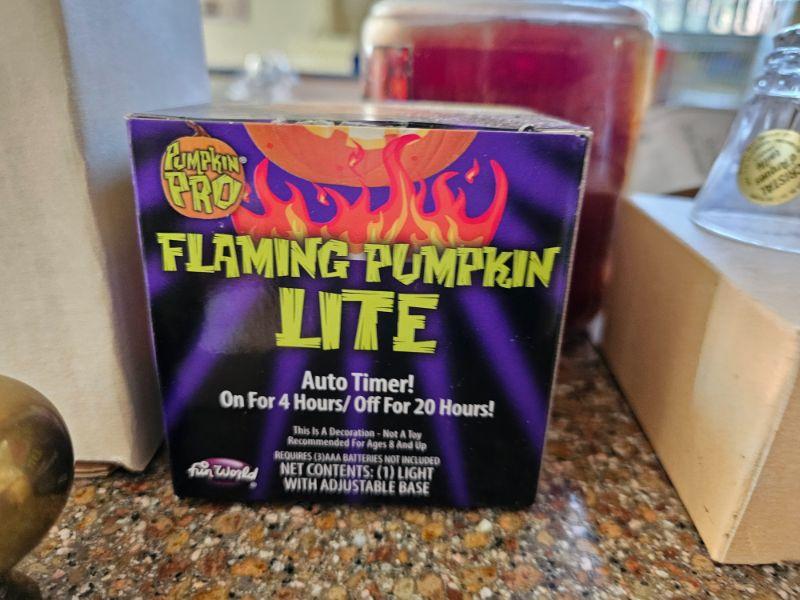 PUMPKIN®
PRO
FLAMING PUMPKIN
LITE
Auto Timer!
On For 4 Hours/ Off For 20 Hours!
This Is A Decoration - Not A Toy
Recommended For Ages 8 And Up
REQUIRES (3)AAA BATTERIES NOT INCLUDED
fun World
NET CONTENTS: (1) LIGHT
WITH ADJUSTABLE BASE